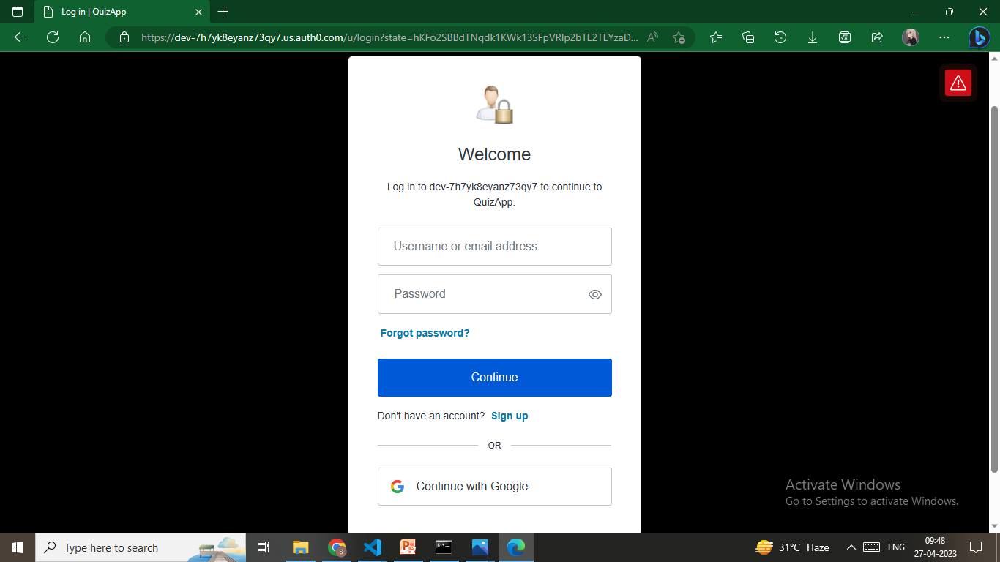 Log in | QuizApp
https://dev-7h7yk8eyanz73qy7.us.auth0.com/u/login?state=hKFo2SBBdTNqdk1KWk13SFpVRlp2bTE2TEYzaD...
Welcome
Log in to dev-7h7yk8eyanz73qy7 to continue to
QuizApp.
Username or email address
Password
Forgot password?
Continue
Don't have an account? Sign up
OR
Continue with Google
Activate Windows
Go to Settings to activate Windows.
Type here to search
31°C Haze
ENG
09:48
27-04-2023